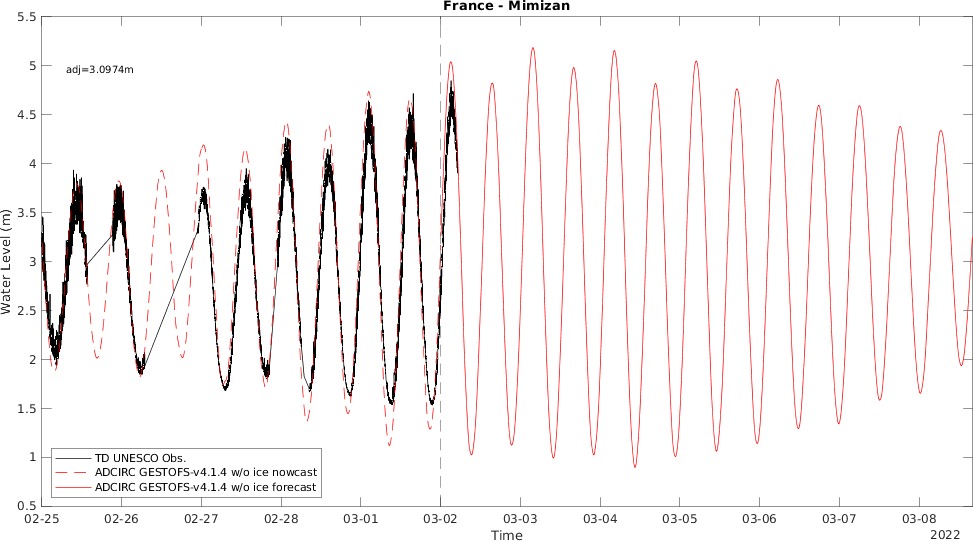 France - Mimizan
adj=3.0974m
5.5
5
4.5
4
3.5
3
2.5
2
1.5
1
0.5
Water Level (m)
TD UNESCO Obs.
ADCIRC GESTOFS-v4.1.4 w/o ice nowcast
ADCIRC GESTOFS-v4.1.4 w/o ice forecast
02-25 02-26 02-27 02-28 03-01 03-02 03-03 03-04 03-05 03-06 03-07 03-08
Time
2022